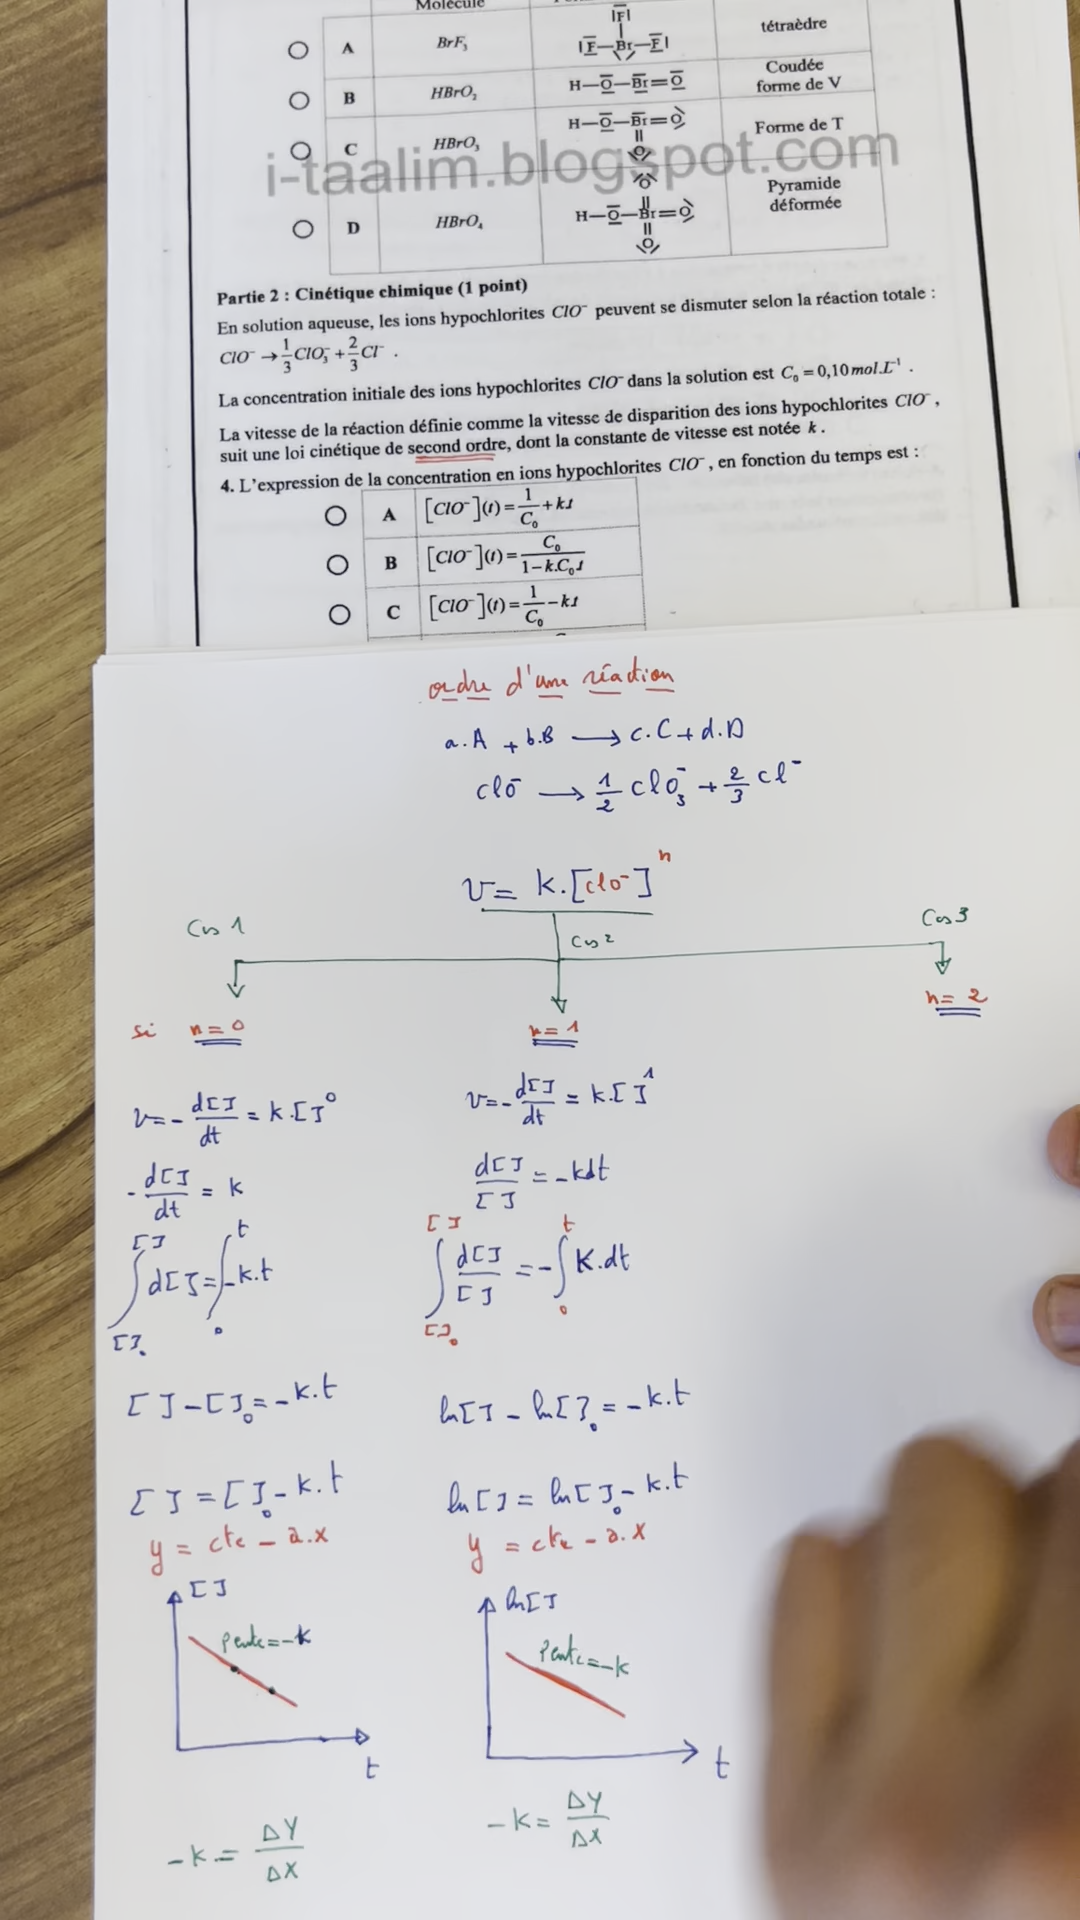 Molécule
A BrF₃ |F̅| |F̅—Br—F̅| tétraèdre
B HBrO₂ H—O̅—Br̅=O̅ Coudée forme de V
C HBrO₃ H—O̅—Br̅=O Forme de T
‖
O
i-taalim.blogspot.com
O
‖
D HBrO₄ H—O̅—Br=O Pyramide déformée
‖
O
Partie 2 : Cinétique chimique (1 point)
En solution aqueuse, les ions hypochlorites ClO⁻ peuvent se dismuter selon la réaction totale :
ClO⁻ → 1/3 ClO₃⁻ + 2/3 Cl⁻ .
La concentration initiale des ions hypochlorites ClO⁻ dans la solution est C₀ = 0,10 mol.L⁻¹ .
La vitesse de la réaction définie comme la vitesse de disparition des ions hypochlorites ClO⁻,
suit une loi cinétique de second ordre, dont la constante de vitesse est notée k .
4. L'expression de la concentration en ions hypochlorites ClO⁻, en fonction du temps est :
A [ClO⁻](t) = 1/C₀ + k.t
B [ClO⁻](t) = C₀/(1-k.C₀.t)
C [ClO⁻](t) = 1/C₀ - k.t
ordre d'une réaction
a.A + b.B → c.C + d.D
clo⁻ → 1/2 clo₃⁻ + 2/3 cl⁻
v = k.[clo⁻]ⁿ
Cas 1
Cas 2
Cas 3
si n = 0
n = 1
n = 2
v = - d[ ]/dt = k.[ ]⁰
- d[ ]/dt = k
∫ d[ ] = ∫ -k.t
[ ] t
[ ]₀ 0
[ ] - [ ]₀ = -k.t
[ ] = [ ]₀ - k.t
y = cte - a.x
[ ]
pente = -k
t
-k = ΔY/ΔX
v = - d[ ]/dt = k.[ ]¹
d[ ]/[ ] = -kdt
[ ] t
∫ d[ ]/[ ] = -∫ K.dt
[ ]₀ 0
ln[ ] - ln[ ]₀ = -k.t
ln[ ] = ln[ ]₀ - k.t
y = cte - a.x
ln[ ]
Pente = -k
t
-k = ΔY/ΔX